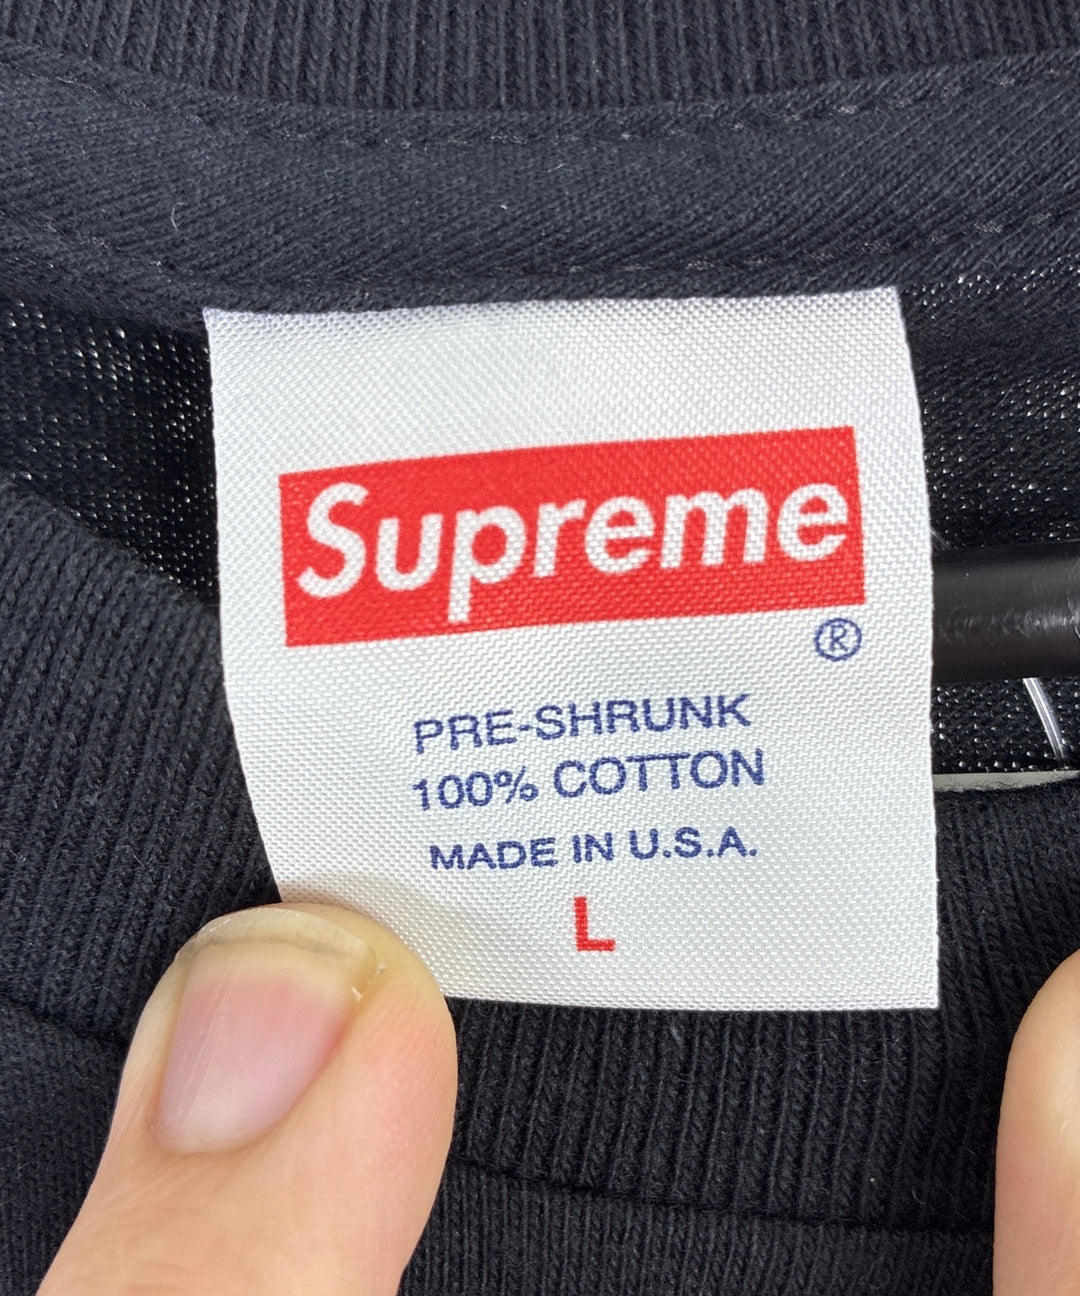 Supreme
®
PRE-SHRUNK
100% COTTON
MADE IN U.S.A.
L